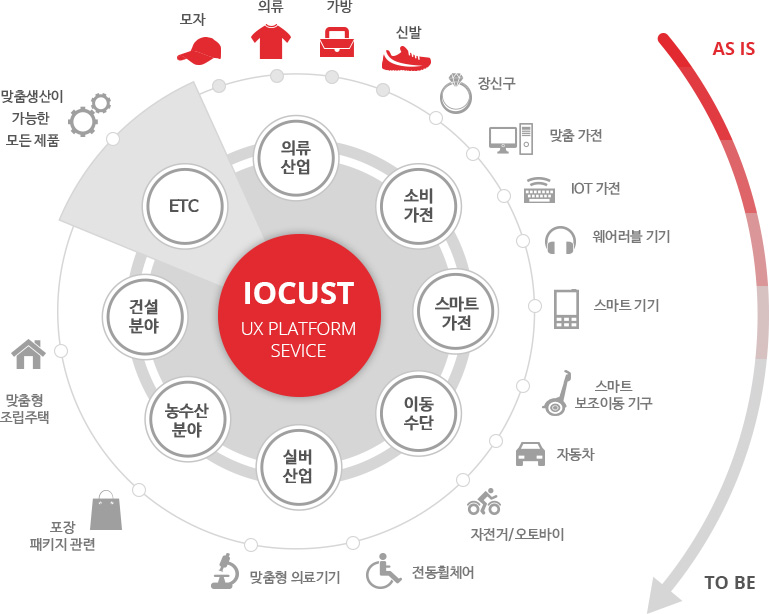 모자
의류
가방
신발
AS IS
장신구
맞춤 가전
IOT 가전
웨어러블 기기
스마트 기기
스마트
보조이동 기구
자동차
자전거/오토바이
전동휠체어
맞춤형 의료기기
포장
패키지 관련
맞춤형
조립주택
맞춤생산이
가능한
모든 제품
의류
산업
소비
가전
스마트
가전
이동
수단
실버
산업
농수산
분야
건설
분야
ETC
IOCUST
UX PLATFORM
SEVICE
TO BE